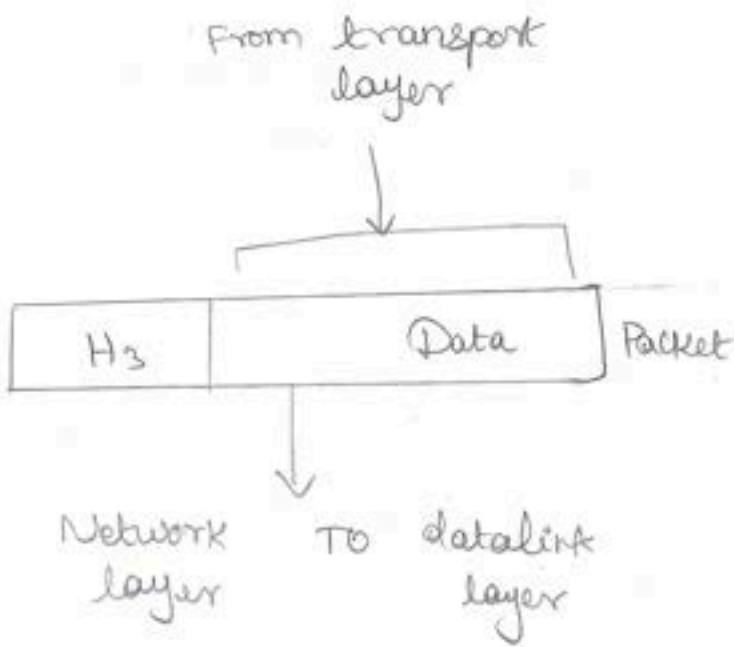 From transport
layer
H3 Data Packet
Network TO datalink
layer layer